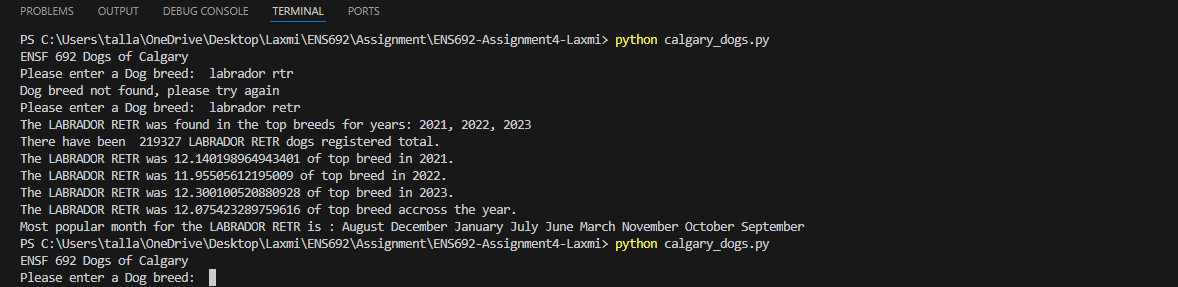 PROBLEMS OUTPUT DEBUG CONSOLE TERMINAL PORTS
PS C:\Users\talla\OneDrive\Desktop\Laxmi\ENS692\Assignment\ENS692-Assignment4-Laxmi> python calgary_dogs.py
ENSF 692 Dogs of Calgary
Please enter a Dog breed:  labrador rtr
Dog breed not found, please try again
Please enter a Dog breed:  labrador retr
The LABRADOR RETR was found in the top breeds for years: 2021, 2022, 2023
There have been  219327 LABRADOR RETR dogs registered total.
The LABRADOR RETR was 12.140198964943401 of top breed in 2021.
The LABRADOR RETR was 11.95505612195009 of top breed in 2022.
The LABRADOR RETR was 12.300100520880928 of top breed in 2023.
The LABRADOR RETR was 12.075423289759616 of top breed accross the year.
Most popular month for the LABRADOR RETR is : August December January July June March November October September
PS C:\Users\talla\OneDrive\Desktop\Laxmi\ENS692\Assignment\ENS692-Assignment4-Laxmi> python calgary_dogs.py
ENSF 692 Dogs of Calgary
Please enter a Dog breed: